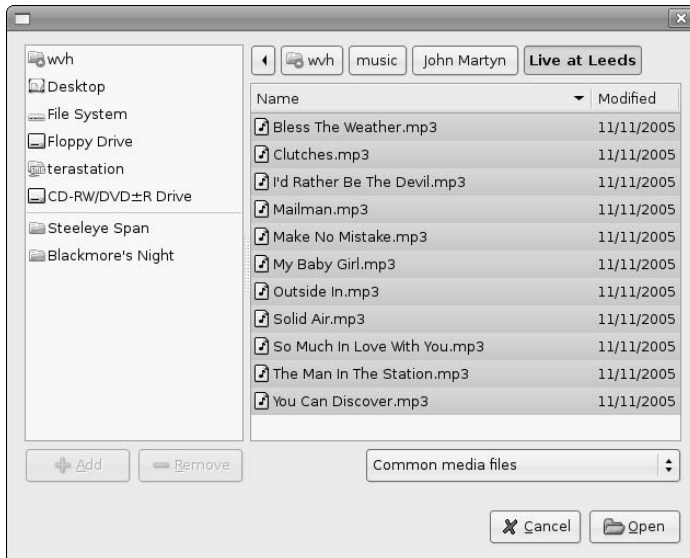 wvh
Desktop
File System
Floppy Drive
terastation
CD-RW/DVD±R Drive
Steeleye Span
Blackmore's Night
Add
Remove
wvh music John Martyn Live at Leeds
Name Modified
Bless The Weather.mp3 11/11/2005
Clutches.mp3 11/11/2005
I'd Rather Be The Devil.mp3 11/11/2005
Mailman.mp3 11/11/2005
Make No Mistake.mp3 11/11/2005
My Baby Girl.mp3 11/11/2005
Outside In.mp3 11/11/2005
Solid Air.mp3 11/11/2005
So Much In Love With You.mp3 11/11/2005
The Man In The Station.mp3 11/11/2005
You Can Discover.mp3 11/11/2005
Common media files
Cancel Open